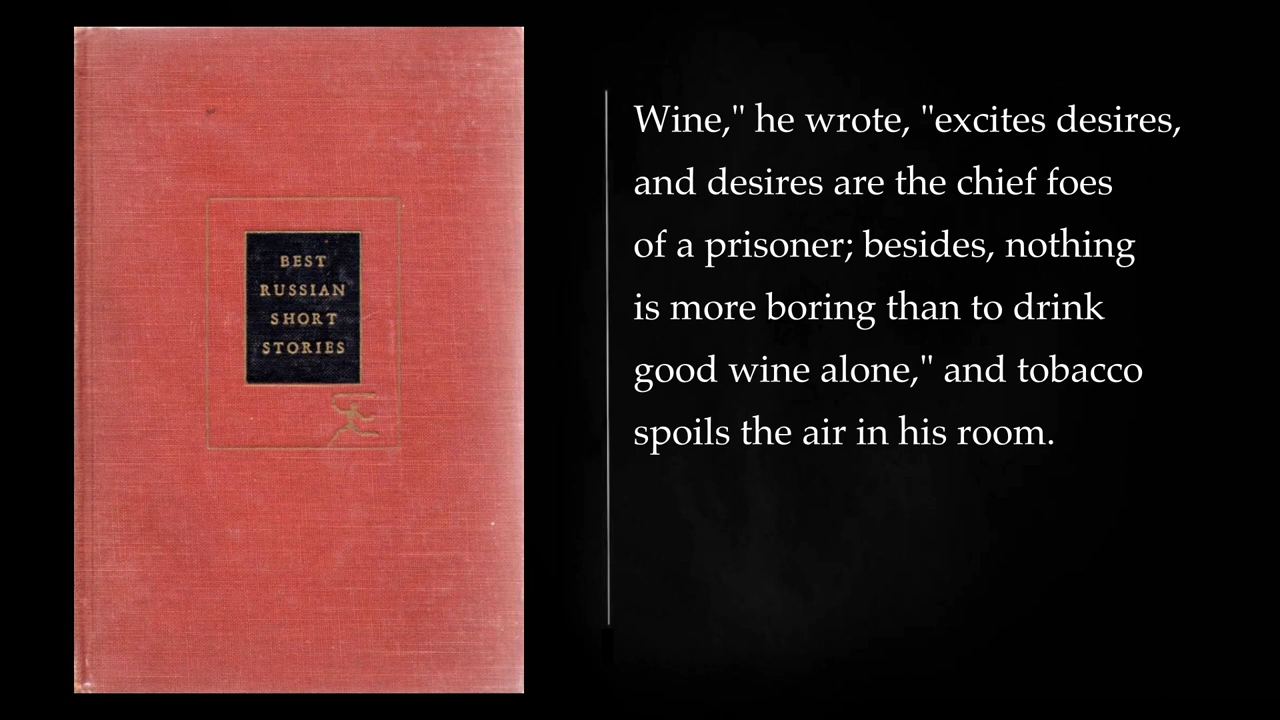 BEST
RUSSIAN
SHORT
STORIES
Wine," he wrote, "excites desires,
and desires are the chief foes
of a prisoner; besides, nothing
is more boring than to drink
good wine alone," and tobacco
spoils the air in his room.